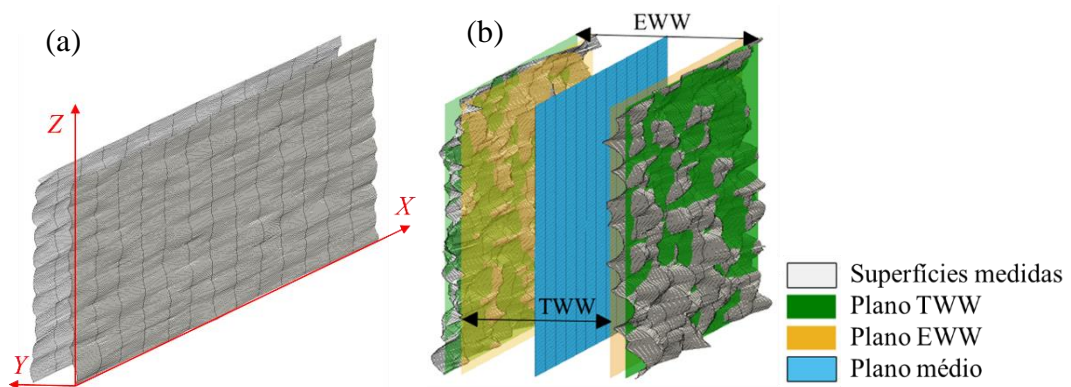 (a)
Z
X
Y
(b)
EWW
TWW
Superfícies medidas
Plano TWW
Plano EWW
Plano médio